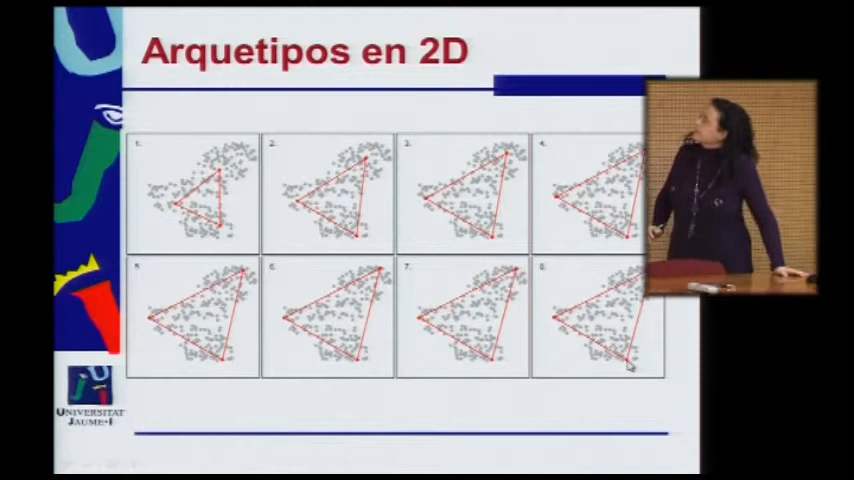 Arquetipos en 2D
1.
2.
3.
4.
5.
6.
7.
8.
UNIVERSITAT
JAUME•I